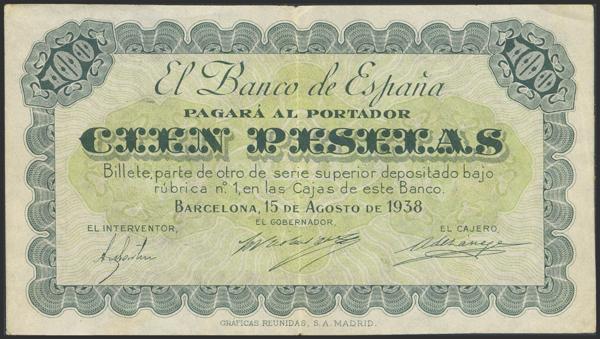 100 100
El Banco de España
PAGARÁ AL PORTADOR
CIEN PESETAS
Billete, parte de otro de serie superior depositado bajo
rúbrica nº 1, en las Cajas de este Banco.
BARCELONA, 15 DE AGOSTO DE 1938
EL INTERVENTOR, EL GOBERNADOR, EL CAJERO,
GRÁFICAS REUNIDAS, S. A. MADRID.